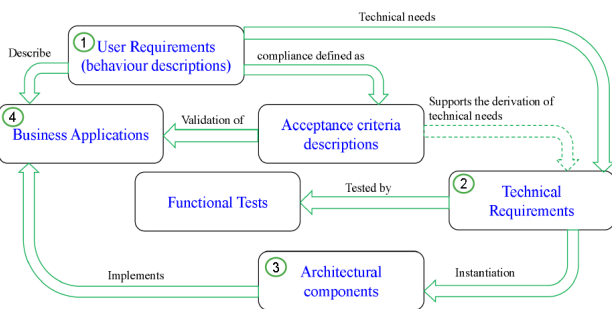 Technical needs
1
User Requirements
(behaviour descriptions)
Describe
compliance defined as
4
Business Applications
Validation of
Acceptance criteria
descriptions
Supports the derivation of
technical needs
Functional Tests
Tested by
2
Technical
Requirements
3
Architectural
components
Implements
Instantiation